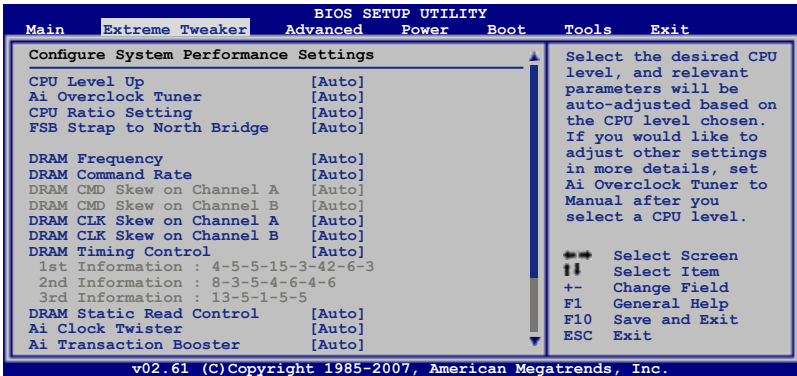 BIOS SETUP UTILITY
Main Extreme Tweaker Advanced Power Boot Tools Exit
Configure System Performance Settings
CPU Level Up [Auto]
Ai Overclock Tuner [Auto]
CPU Ratio Setting [Auto]
FSB Strap to North Bridge [Auto]
DRAM Frequency [Auto]
DRAM Command Rate [Auto]
DRAM CMD Skew on Channel A [Auto]
DRAM CMD Skew on Channel B [Auto]
DRAM CLK Skew on Channel A [Auto]
DRAM CLK Skew on Channel B [Auto]
DRAM Timing Control [Auto]
1st Information : 4-5-5-15-3-42-6-3
2nd Information : 8-3-5-4-6-4-6
3rd Information : 13-5-1-5-5
DRAM Static Read Control [Auto]
Ai Clock Twister [Auto]
Ai Transaction Booster [Auto]
Select the desired CPU
level, and relevant
parameters will be
auto-adjusted based on
the CPU level chosen.
If you would like to
adjust other settings
in more details, set
Ai Overclock Tuner to
Manual after you
select a CPU level.
←→ Select Screen
↑↓ Select Item
+- Change Field
F1 General Help
F10 Save and Exit
ESC Exit
v02.61 (C)Copyright 1985-2007, American Megatrends, Inc.